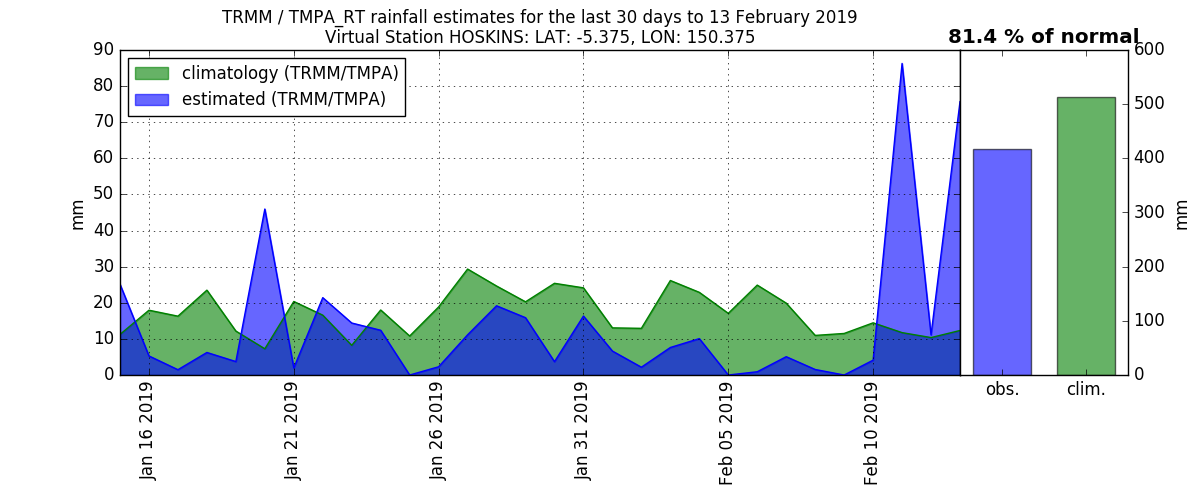 TRMM / TMPA_RT rainfall estimates for the last 30 days to 13 February 2019
Virtual Station HOSKINS: LAT: -5.375, LON: 150.375
81.4 % of normal
climatology (TRMM/TMPA)
estimated (TRMM/TMPA)
90
80
70
60
50
40
30
20
10
0
mm
Jan 16 2019
Jan 21 2019
Jan 26 2019
Jan 31 2019
Feb 05 2019
Feb 10 2019
600
500
400
300
200
100
0
mm
obs.
clim.